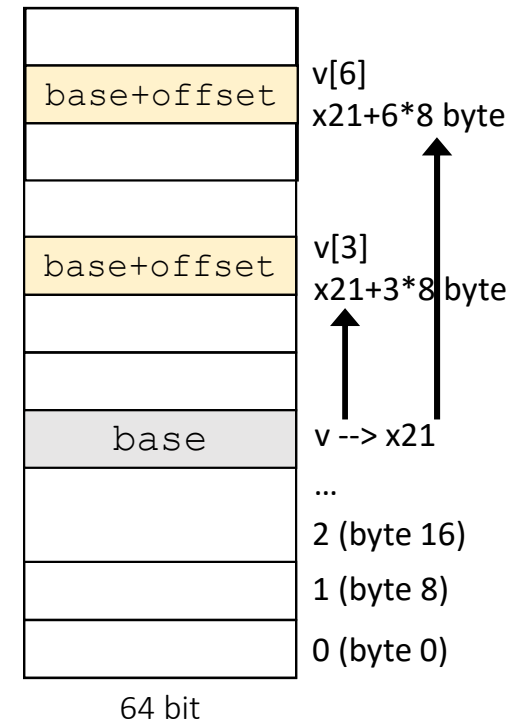 base+offset
v[6]
x21+6*8 byte
base+offset
v[3]
x21+3*8 byte
base
v --> x21
…
2 (byte 16)
1 (byte 8)
0 (byte 0)
64 bit